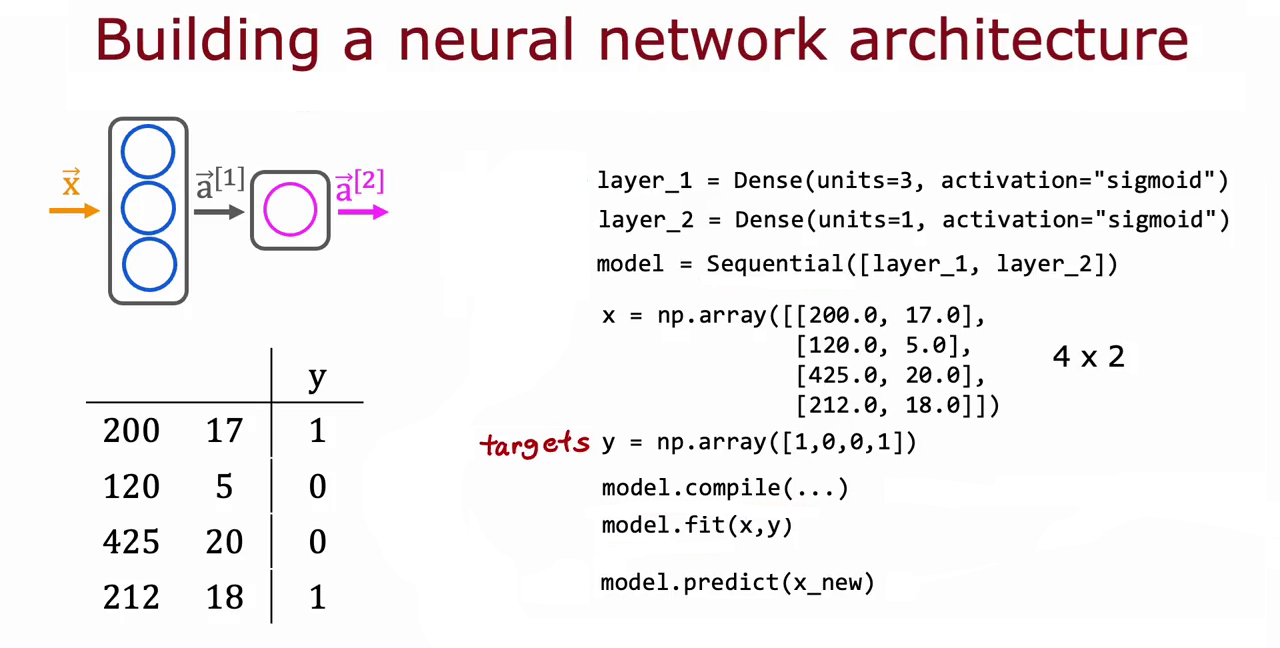 Building a neural network architecture
x⃗
a⃗[1]
a⃗[2]
layer_1 = Dense(units=3, activation="sigmoid")
layer_2 = Dense(units=1, activation="sigmoid")
model = Sequential([layer_1, layer_2])
x = np.array([[200.0, 17.0],
[120.0, 5.0],
[425.0, 20.0],
[212.0, 18.0]])
4 x 2
targets y = np.array([1,0,0,1])
model.compile(...)
model.fit(x,y)
model.predict(x_new)
y
200 17 1
120 5 0
425 20 0
212 18 1